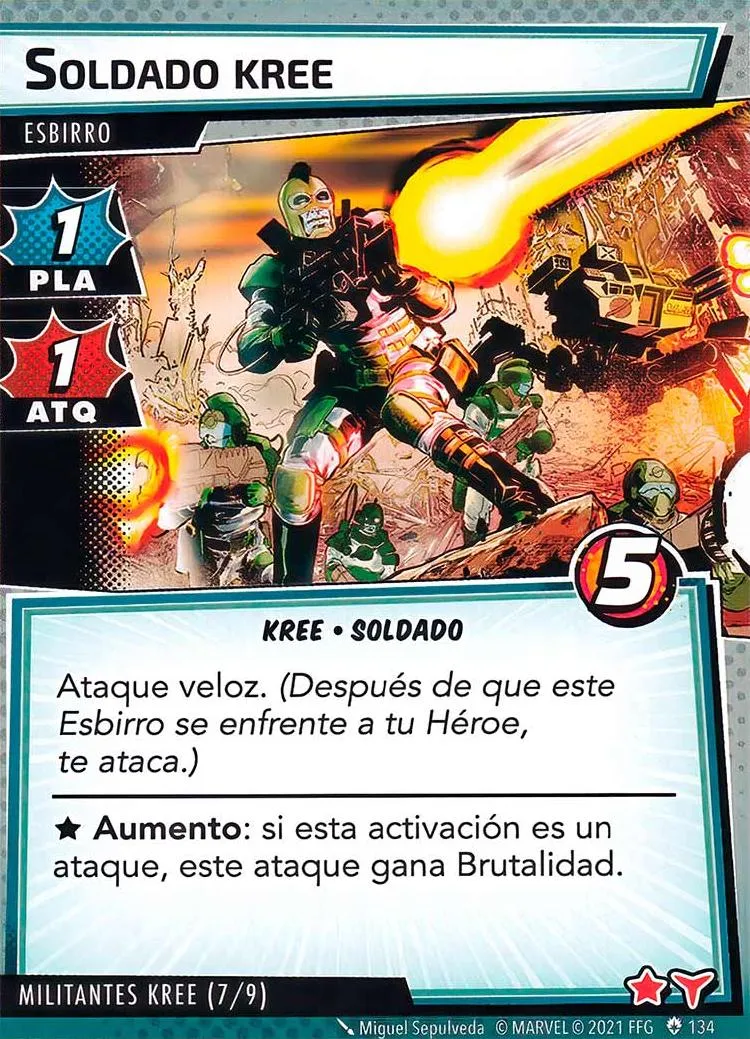 SOLDADO KREE
ESBIRRO
1
PLA
1
ATQ
5
KREE • SOLDADO
Ataque veloz. (Después de que este
Esbirro se enfrente a tu Héroe,
te ataca.)
★ Aumento: si esta activación es un
ataque, este ataque gana Brutalidad.
MILITANTES KREE (7/9)
Miguel Sepulveda © MARVEL © 2021 FFG 134